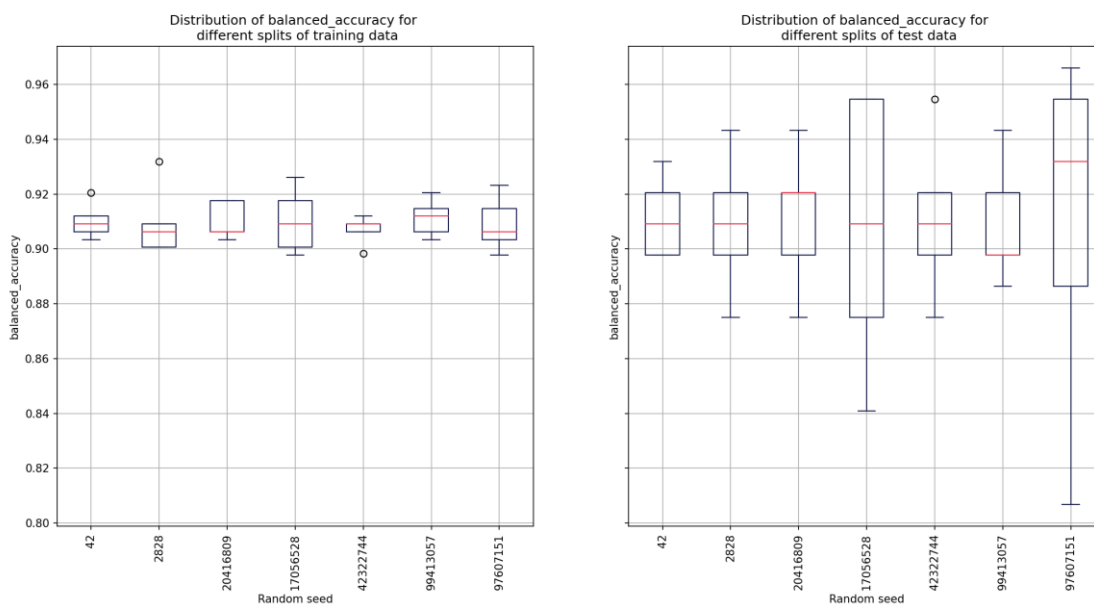 Distribution of balanced_accuracy for
different splits of training data
balanced_accuracy
0.96
0.94
0.92
0.90
0.88
0.86
0.84
0.82
0.80
42
2828
20416809
17056528
42322744
99413057
97607151
Random seed
Distribution of balanced_accuracy for
different splits of test data
balanced_accuracy
42
2828
20416809
17056528
42322744
99413057
97607151
Random seed